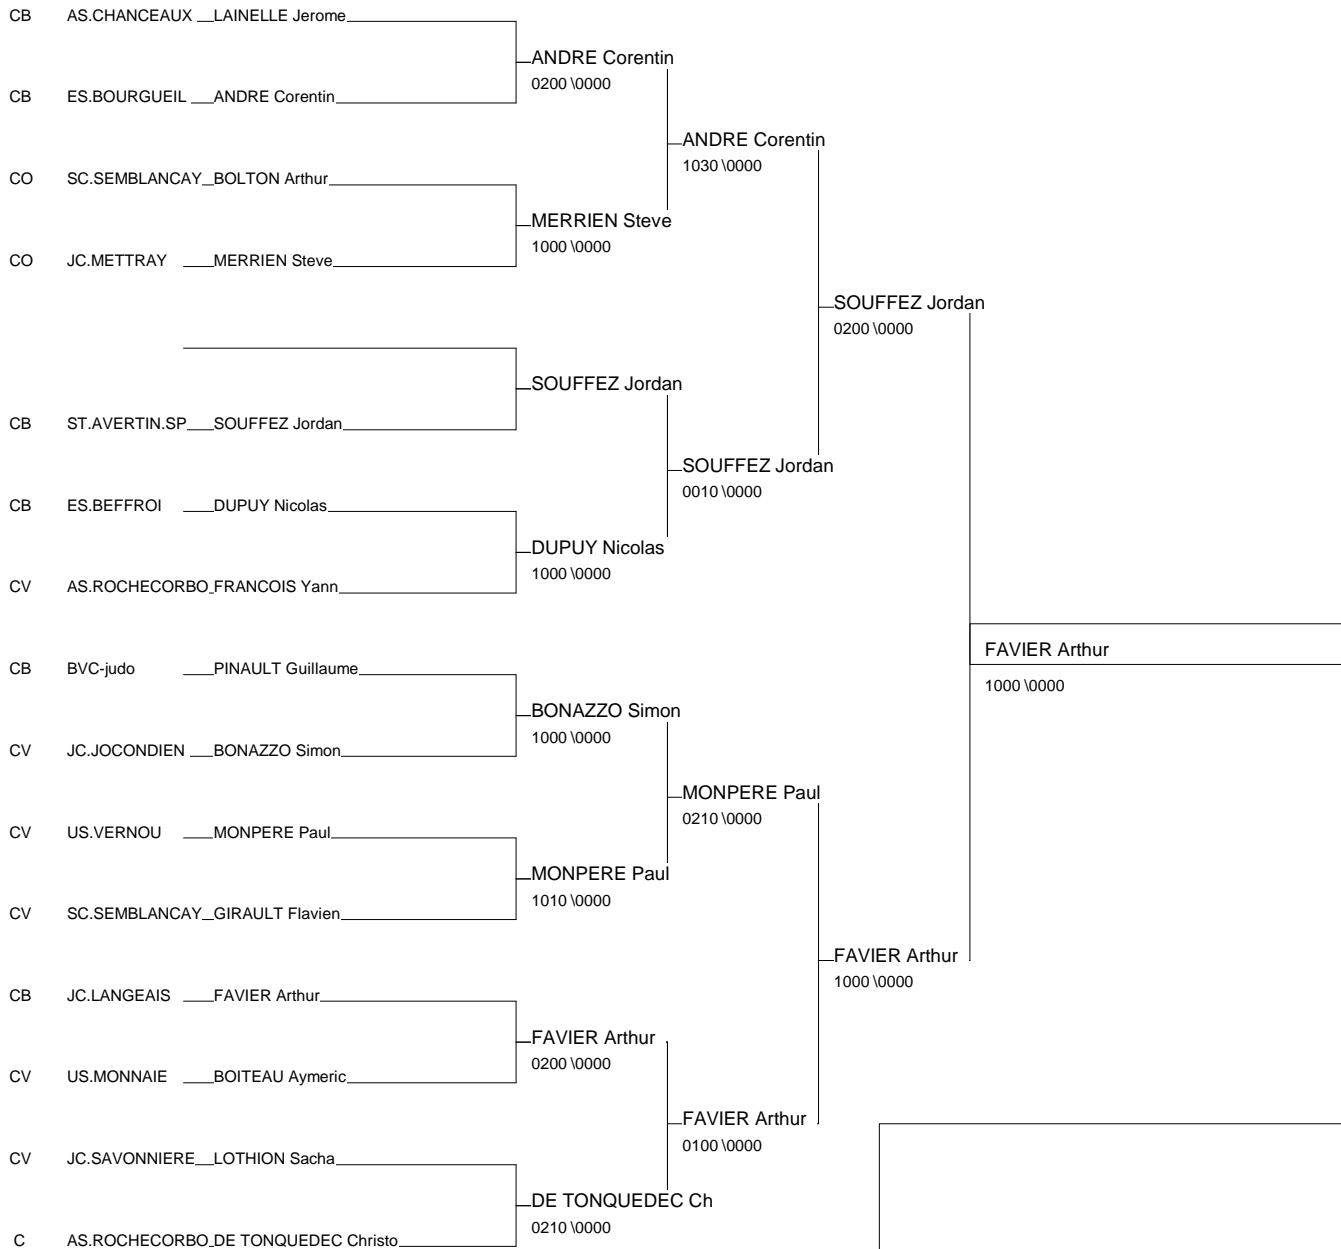 CB AS.CHANCEAUX LAINELLE Jerome
ANDRE Corentin
0200 \0000
CB ES.BOURGUEIL ANDRE Corentin
ANDRE Corentin
1030 \0000
CO SC.SEMBLANCAY BOLTON Arthur
MERRIEN Steve
1000 \0000
CO JC.METTRAY MERRIEN Steve
SOUFFEZ Jordan
0200 \0000
SOUFFEZ Jordan
CB ST.AVERTIN.SP SOUFFEZ Jordan
SOUFFEZ Jordan
0010 \0000
CB ES.BEFFROI DUPUY Nicolas
DUPUY Nicolas
1000 \0000
CV AS.ROCHECORBO FRANCOIS Yann
FAVIER Arthur
1000 \0000
CB BVC-judo PINAULT Guillaume
BONAZZO Simon
1000 \0000
CV JC.JOCONDIEN BONAZZO Simon
MONPERE Paul
0210 \0000
CV US.VERNOU MONPERE Paul
MONPERE Paul
1010 \0000
CV SC.SEMBLANCAY GIRAULT Flavien
FAVIER Arthur
1000 \0000
CB JC.LANGEAIS FAVIER Arthur
FAVIER Arthur
0200 \0000
CV US.MONNAIE BOITEAU Aymeric
FAVIER Arthur
0100 \0000
CV JC.SAVONNIERE LOTHION Sacha
DE TONQUEDEC Ch
0210 \0000
C AS.ROCHECORBO DE TONQUEDEC Christo